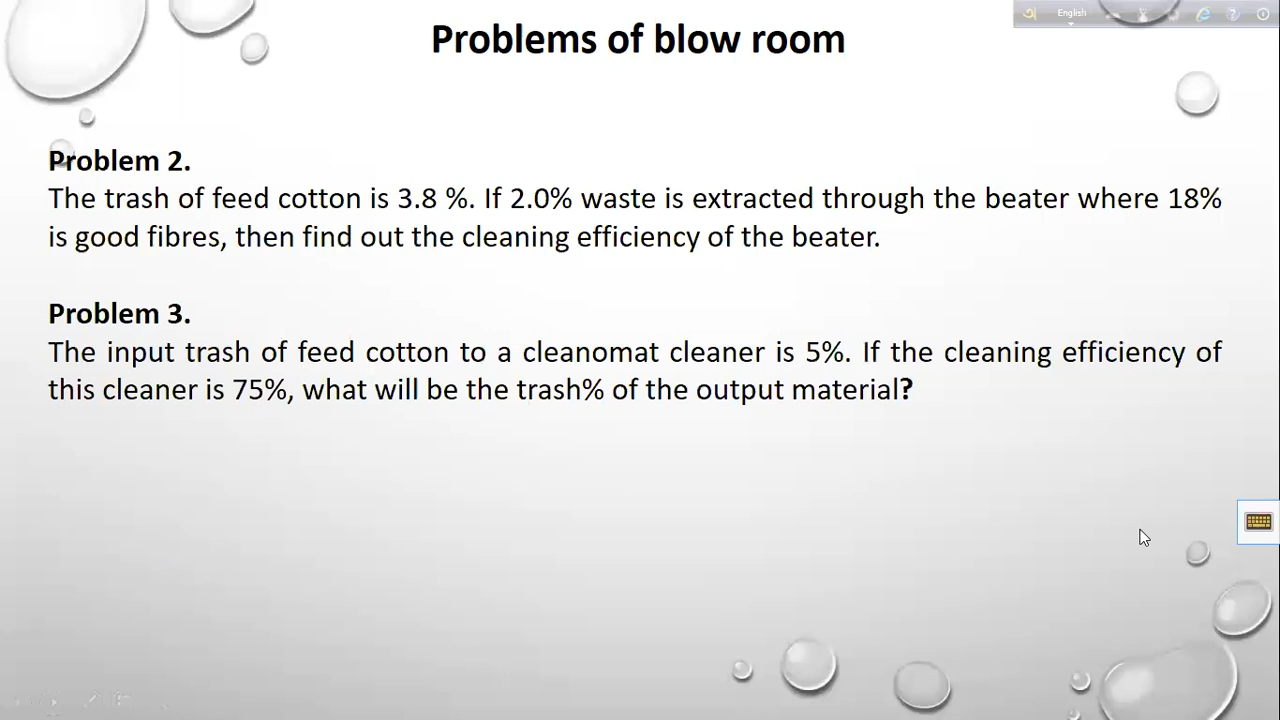 English
Problems of blow room
Problem 2.
The trash of feed cotton is 3.8 %. If 2.0% waste is extracted through the beater where 18%
is good fibres, then find out the cleaning efficiency of the beater.
Problem 3.
The input trash of feed cotton to a cleanomat cleaner is 5%. If the cleaning efficiency of
this cleaner is 75%, what will be the trash% of the output material?